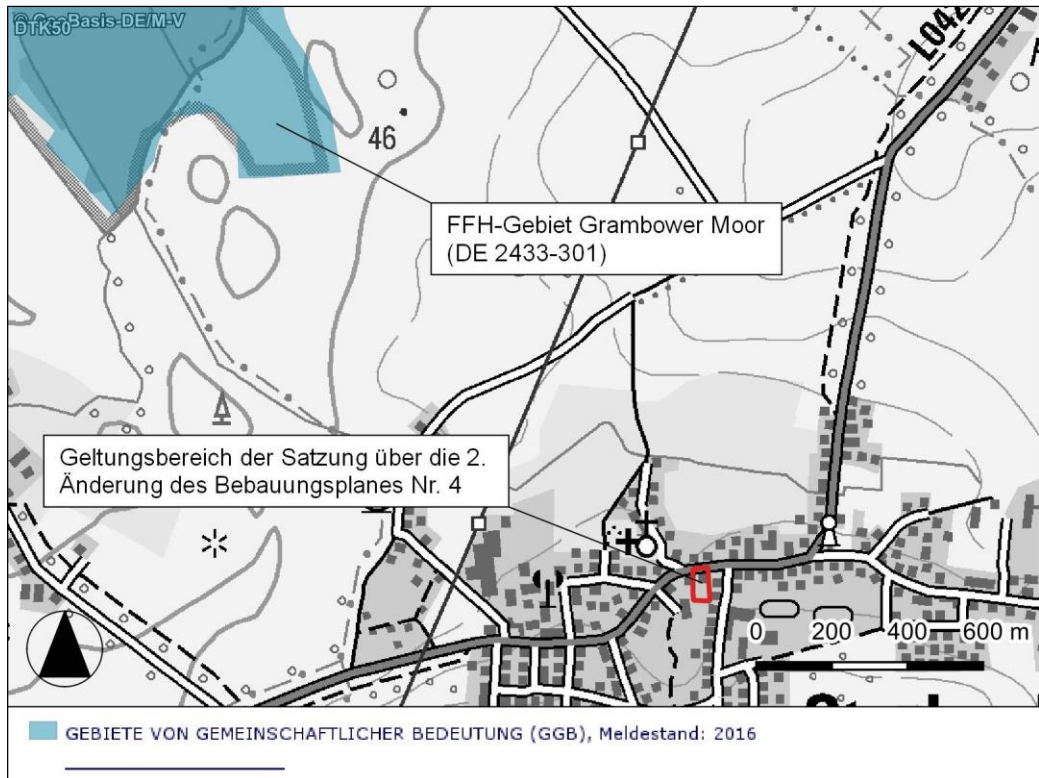 © GeoBasis-DE/M-V
DTK50
L042
46
FFH-Gebiet Grambower Moor
(DE 2433-301)
Geltungsbereich der Satzung über die 2.
Änderung des Bebauungsplanes Nr. 4
0 200 400 600 m
GEBIETE VON GEMEINSCHAFTLICHER BEDEUTUNG (GGB), Meldestand: 2016